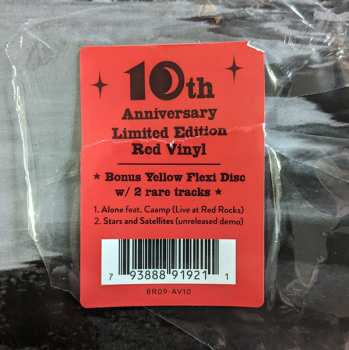 10th
Anniversary
Limited Edition
Red Vinyl
★ Bonus Yellow Flexi Disc
w/ 2 rare tracks ★
1. Alone feat. Caamp (Live at Red Rocks)
2. Stars and Satellites (unreleased demo)
7 93888 91921 1
BR09-AV10